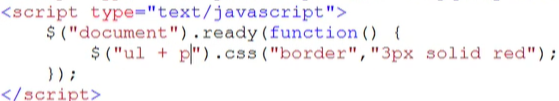 <script type="text/javascript">
    $("document").ready(function() {
        $("ul + p").css("border","3px solid red");
    });
</script>